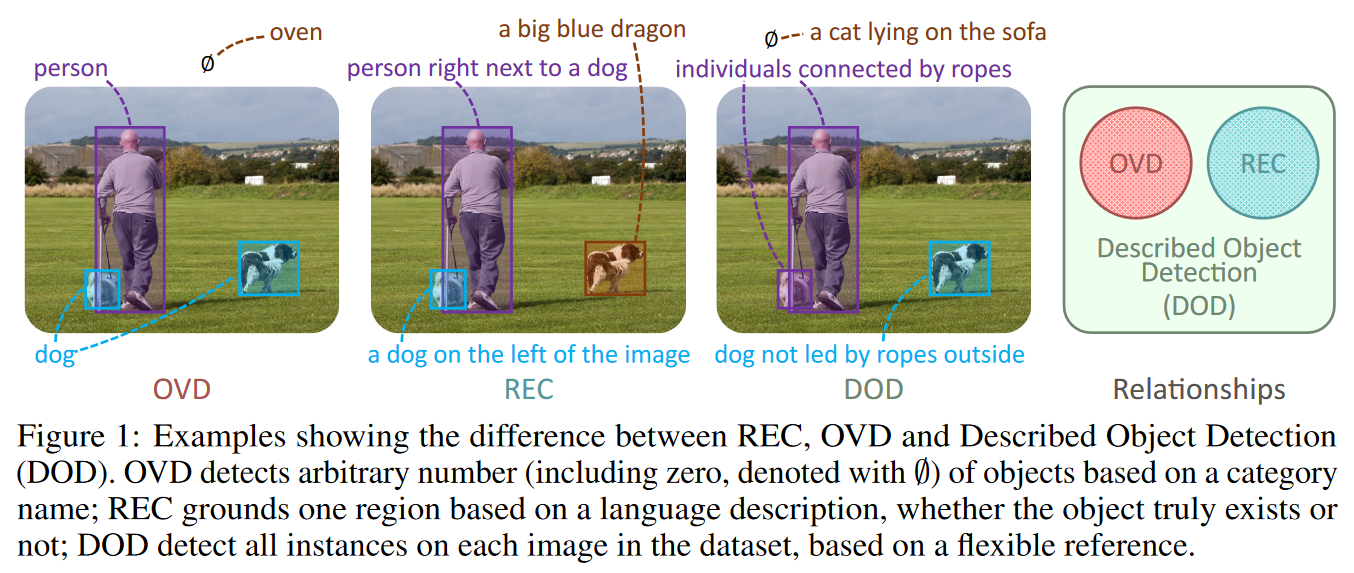 ∅ oven
person
dog
OVD
a big blue dragon
person right next to a dog
a dog on the left of the image
REC
∅ a cat lying on the sofa
individuals connected by ropes
dog not led by ropes outside
DOD
OVD REC
Described Object
Detection
(DOD)
Relationships
Figure 1: Examples showing the difference between REC, OVD and Described Object Detection
(DOD). OVD detects arbitrary number (including zero, denoted with ∅) of objects based on a category
name; REC grounds one region based on a language description, whether the object truly exists or
not; DOD detect all instances on each image in the dataset, based on a flexible reference.